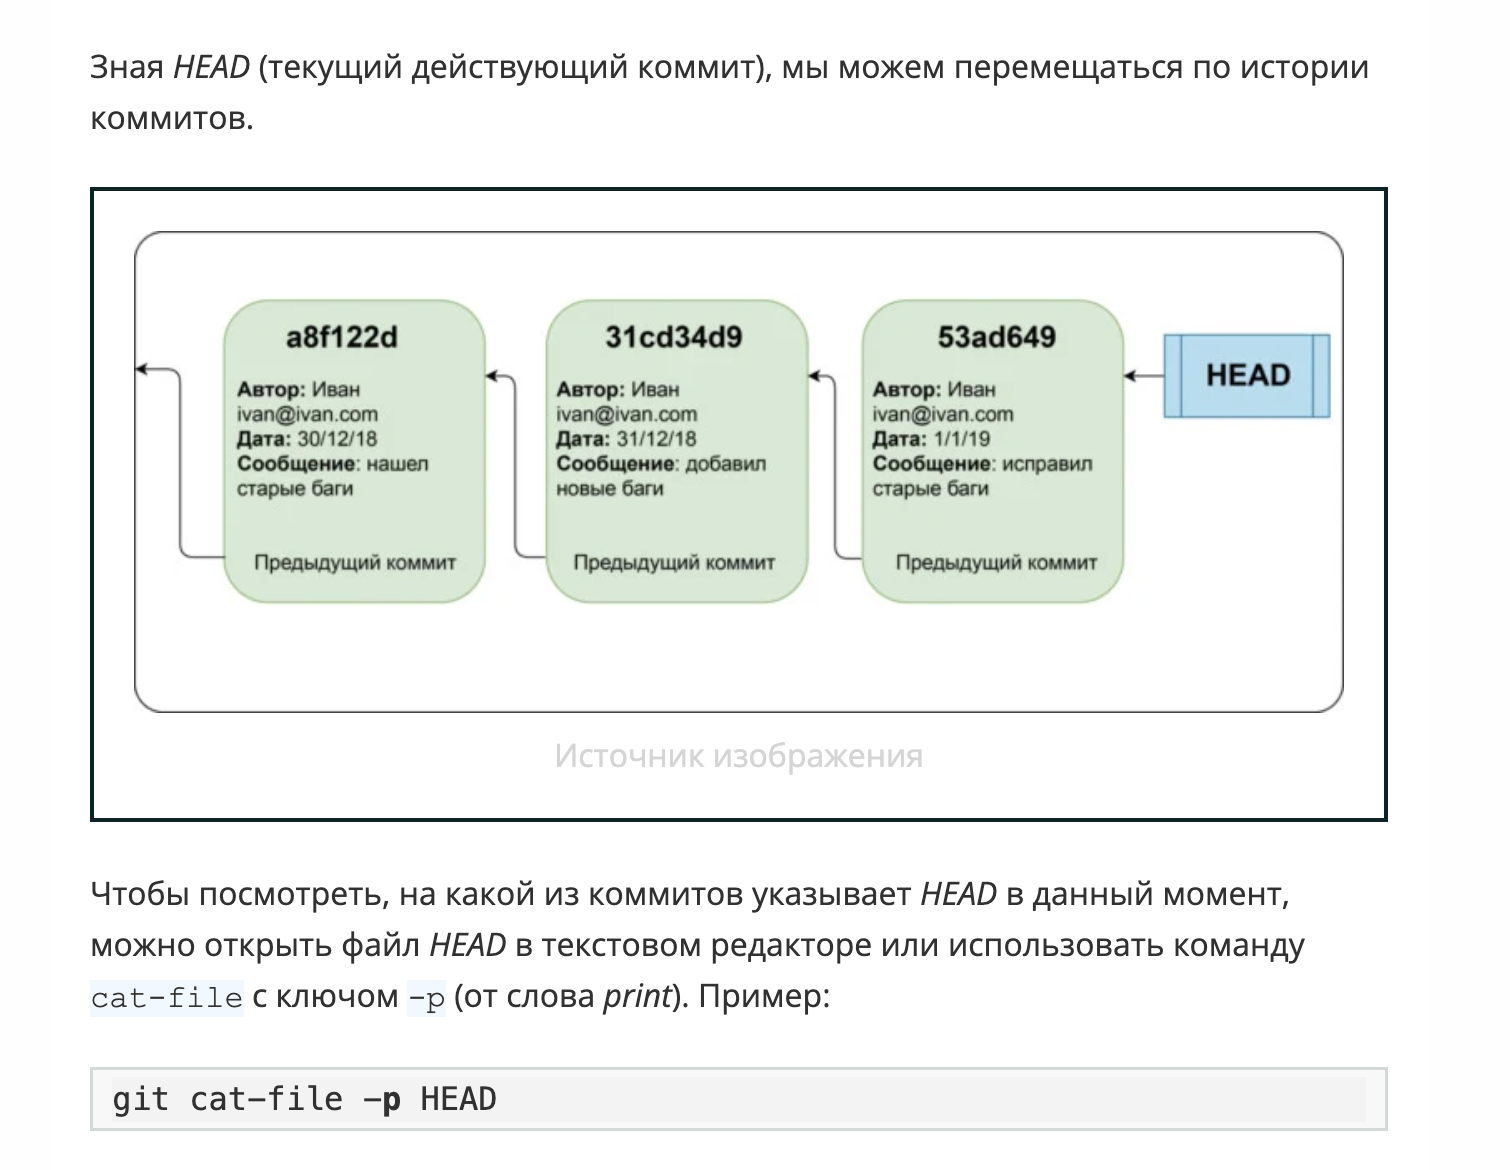 Зная HEAD (текущий действующий коммит), мы можем перемещаться по истории
коммитов.
a8f122d
Автор: Иван
ivan@ivan.com
Дата: 30/12/18
Сообщение: нашел
старые баги
Предыдущий коммит
31cd34d9
Автор: Иван
ivan@ivan.com
Дата: 31/12/18
Сообщение: добавил
новые баги
Предыдущий коммит
53ad649
Автор: Иван
ivan@ivan.com
Дата: 1/1/19
Сообщение: исправил
старые баги
Предыдущий коммит
HEAD
Источник изображения
Чтобы посмотреть, на какой из коммитов указывает HEAD в данный момент,
можно открыть файл HEAD в текстовом редакторе или использовать команду
cat-file с ключом -p (от слова print). Пример:
git cat-file -p HEAD